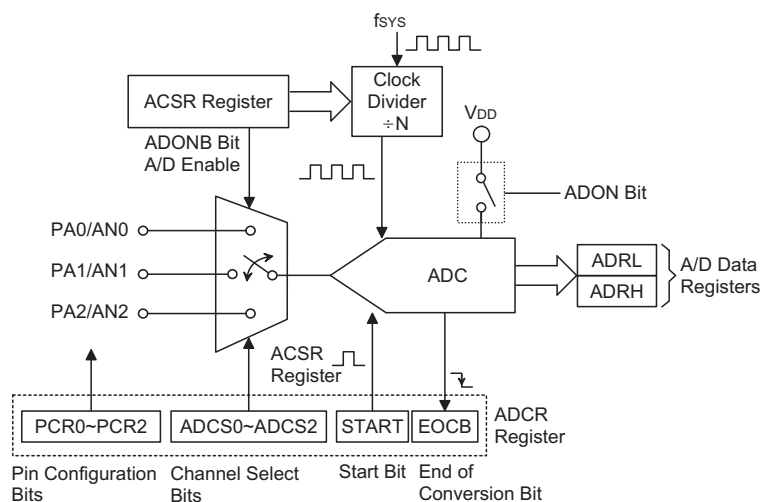 fSYS
ACSR Register
Clock
Divider
÷N
VDD
ADONB Bit
A/D Enable
ADON Bit
PA0/AN0
PA1/AN1
PA2/AN2
ADC
ADRL
ADRH
A/D Data
Registers
ACSR
Register
PCR0~PCR2
ADCS0~ADCS2
START
EOCB
ADCR
Register
Pin Configuration
Bits
Channel Select
Bits
Start Bit
End of
Conversion Bit